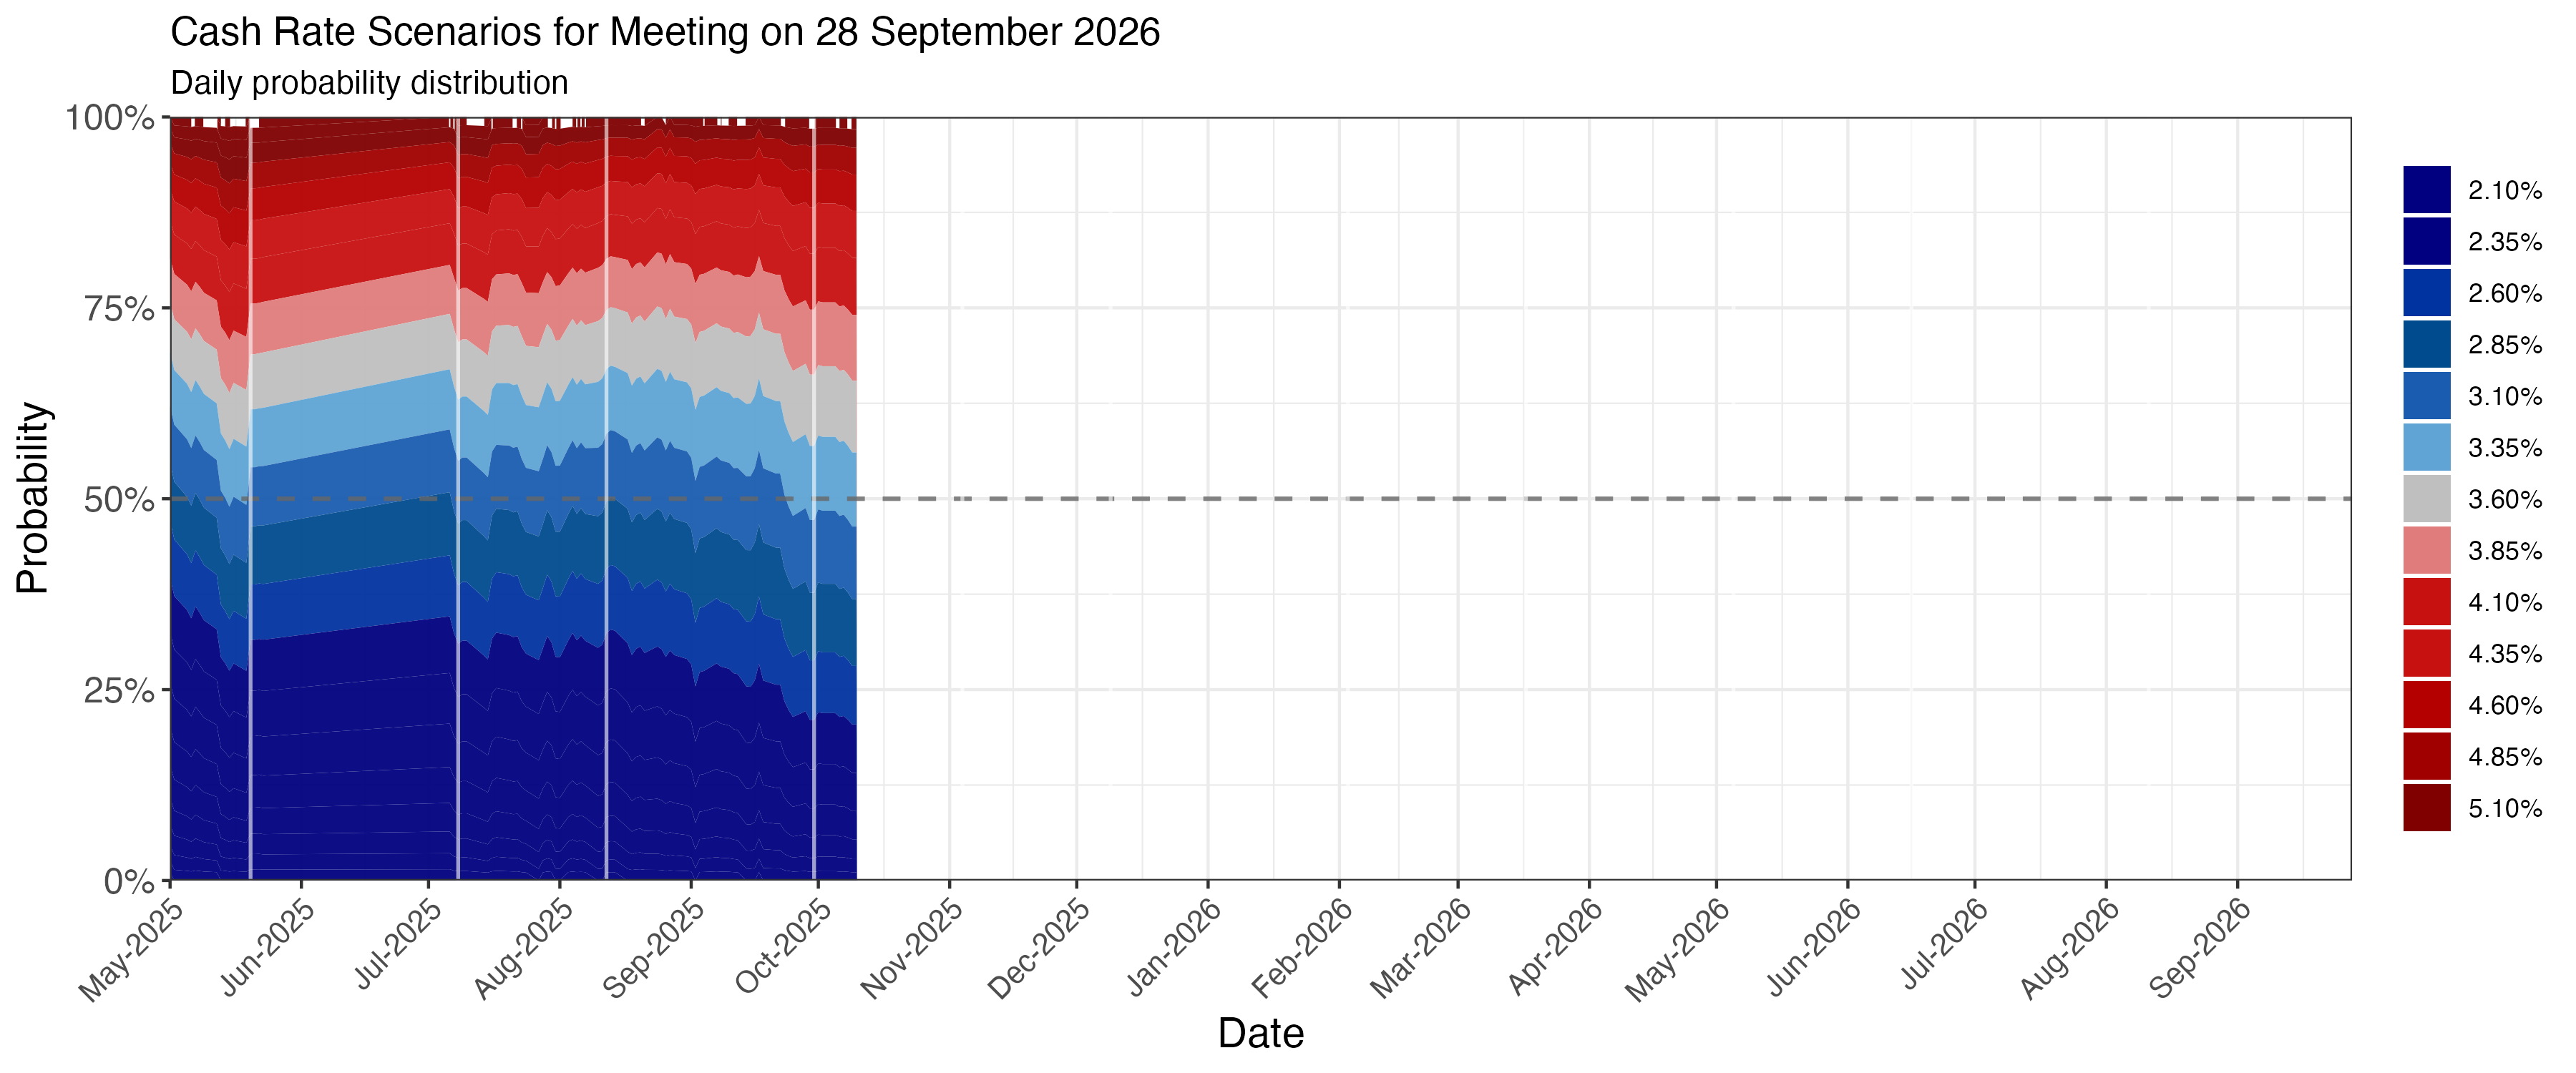 Cash Rate Scenarios for Meeting on 28 September 2026
Daily probability distribution
Probability
100%
75%
50%
25%
0%
May-2025
Jun-2025
Jul-2025
Aug-2025
Sep-2025
Oct-2025
Nov-2025
Dec-2025
Jan-2026
Feb-2026
Mar-2026
Apr-2026
May-2026
Jun-2026
Jul-2026
Aug-2026
Sep-2026
Date
2.10%
2.35%
2.60%
2.85%
3.10%
3.35%
3.60%
3.85%
4.10%
4.35%
4.60%
4.85%
5.10%